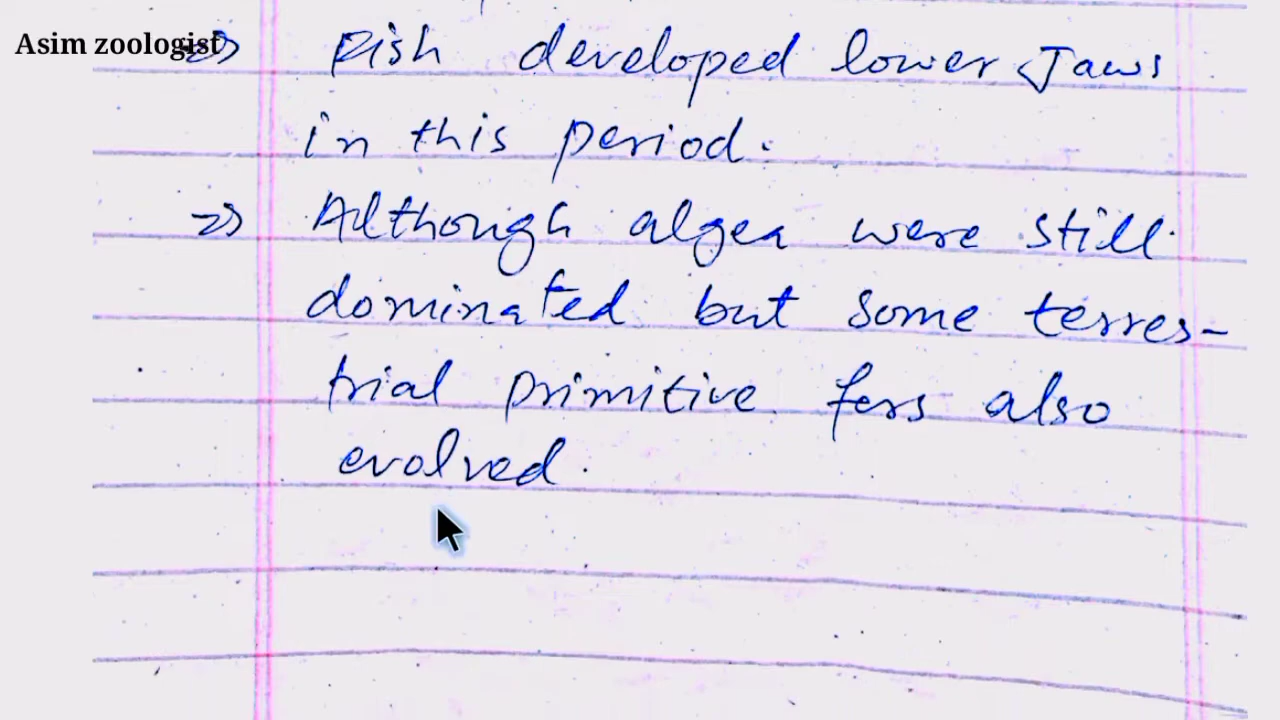 Asim zoologist
⇒ Fish developed lower Jaws
in this period.
⇒ Although algea were still
dominated but some terres-
trial primitive fers also
evolved.